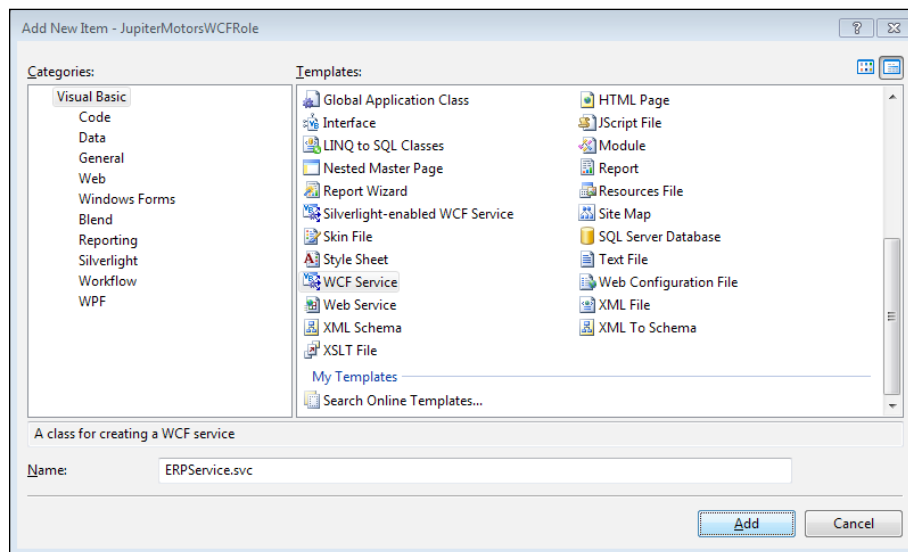 Add New Item - JupiterMotorsWCFRole
Categories:
Visual Basic
Code
Data
General
Web
Windows Forms
Blend
Reporting
Silverlight
Workflow
WPF
Templates:
Global Application Class
Interface
LINQ to SQL Classes
Nested Master Page
Report Wizard
Silverlight-enabled WCF Service
Skin File
Style Sheet
WCF Service
Web Service
XML Schema
XSLT File
HTML Page
JScript File
Module
Report
Resources File
Site Map
SQL Server Database
Text File
Web Configuration File
XML File
XML To Schema
My Templates
Search Online Templates...
A class for creating a WCF service
Name: ERPService.svc
Add Cancel